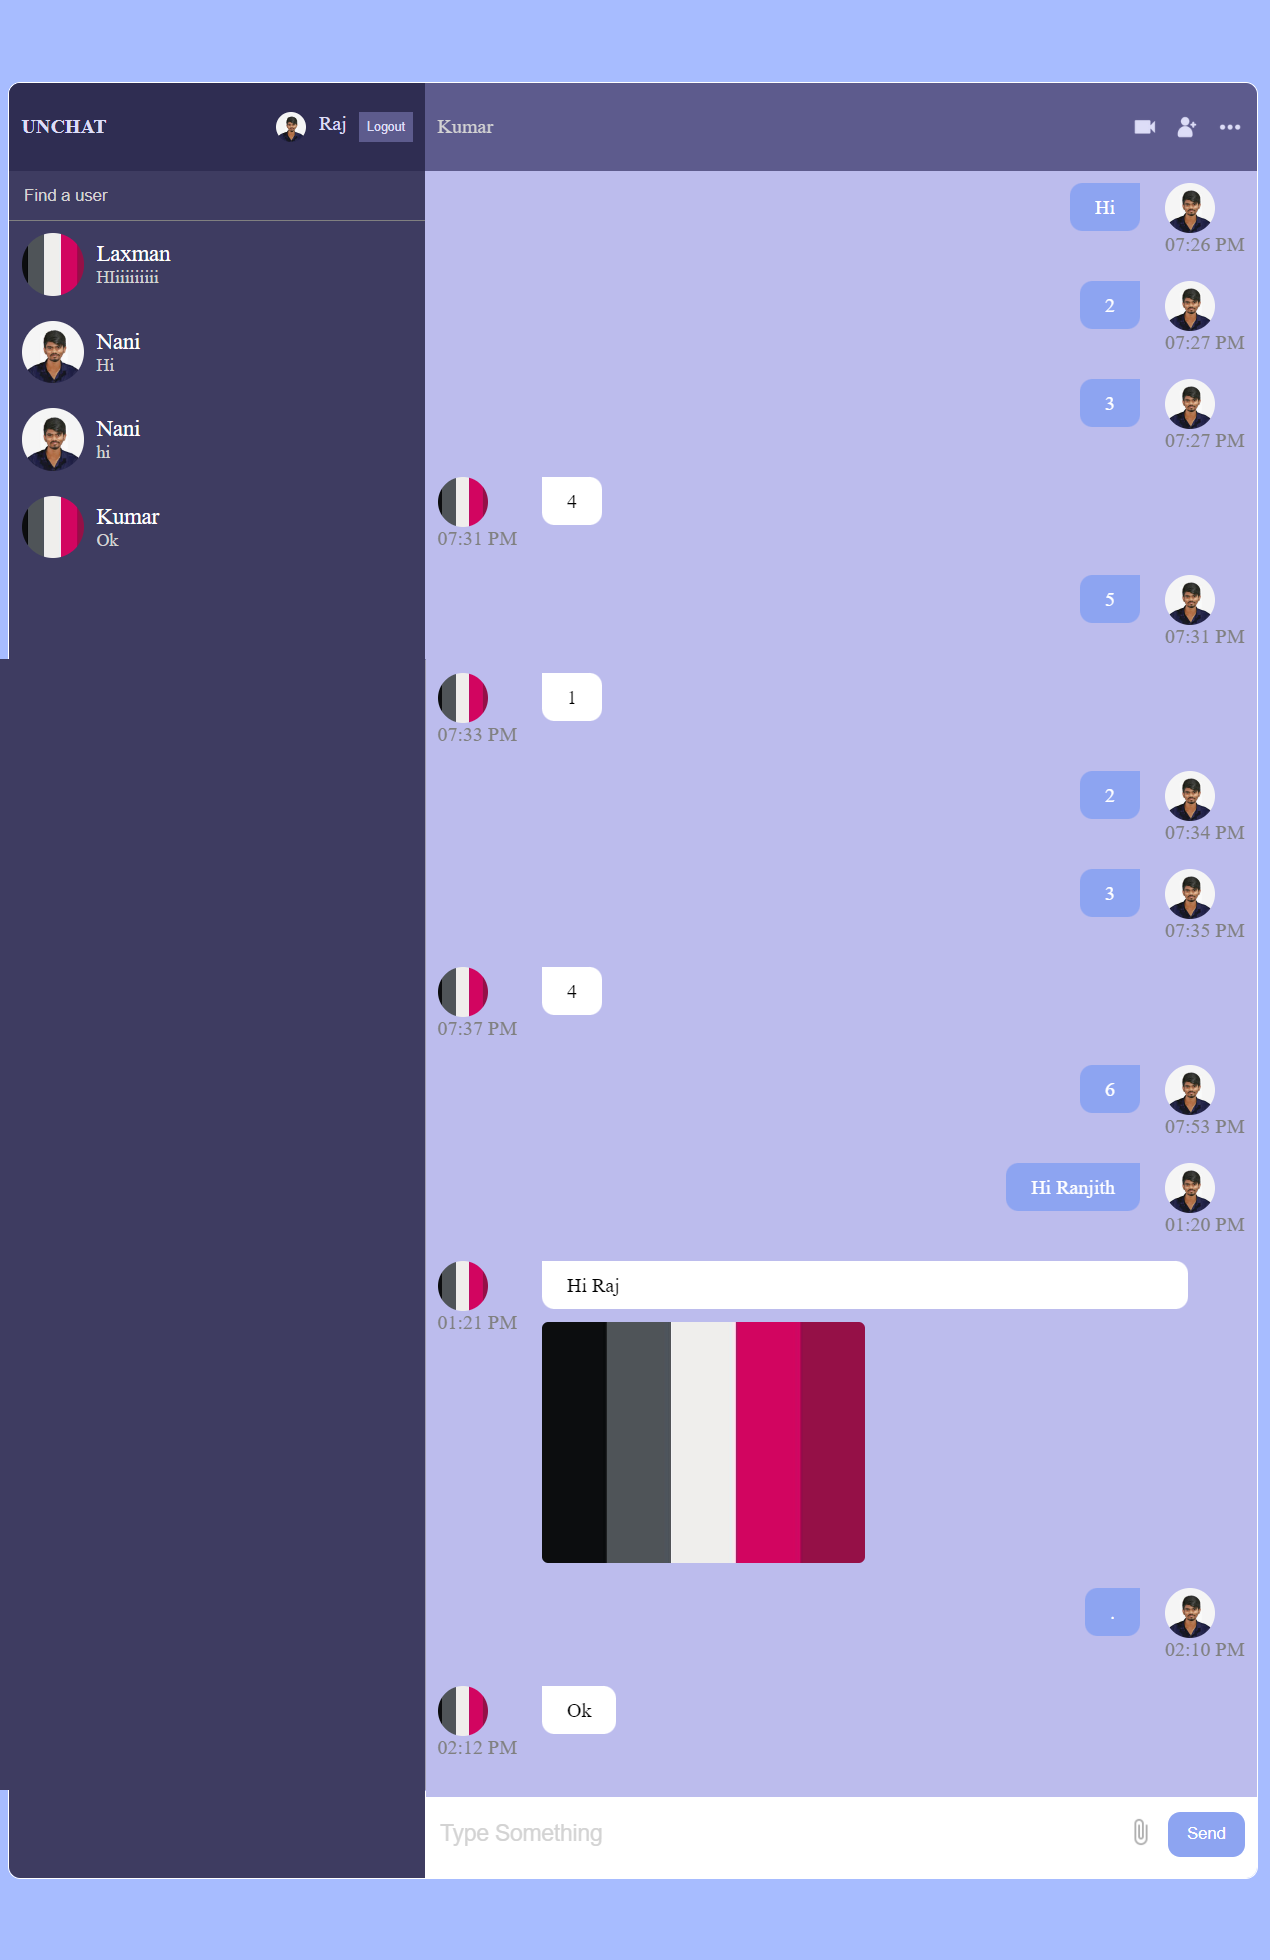 UNCHAT
Raj
Logout
Find a user
Laxman
HIiiiiiiiii
Nani
Hi
Nani
hi
Kumar
Ok
Kumar
Hi
07:26 PM
2
07:27 PM
3
07:27 PM
4
07:31 PM
5
07:31 PM
1
07:33 PM
2
07:34 PM
3
07:35 PM
4
07:37 PM
6
07:53 PM
Hi Ranjith
01:20 PM
Hi Raj
01:21 PM
.
02:10 PM
Ok
02:12 PM
Type Something
Send